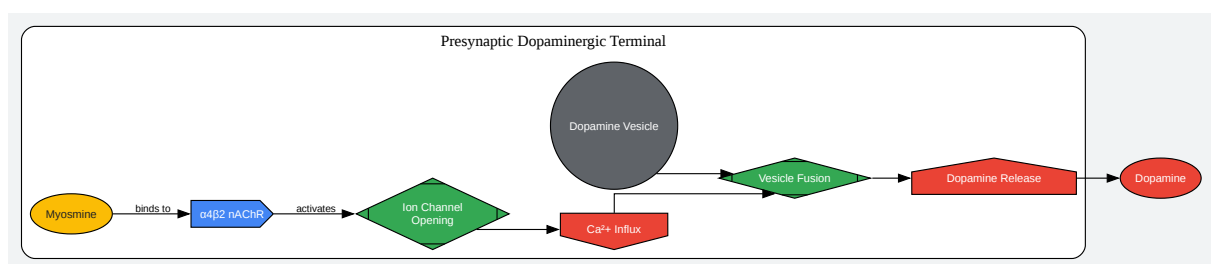 Presynaptic Dopaminergic Terminal
Dopamine Vesicle
Vesicle Fusion
Dopamine Release
Dopamine
Myosmine
binds to
α4β2 nAChR
activates
Ion Channel
Opening
Ca²+ Influx